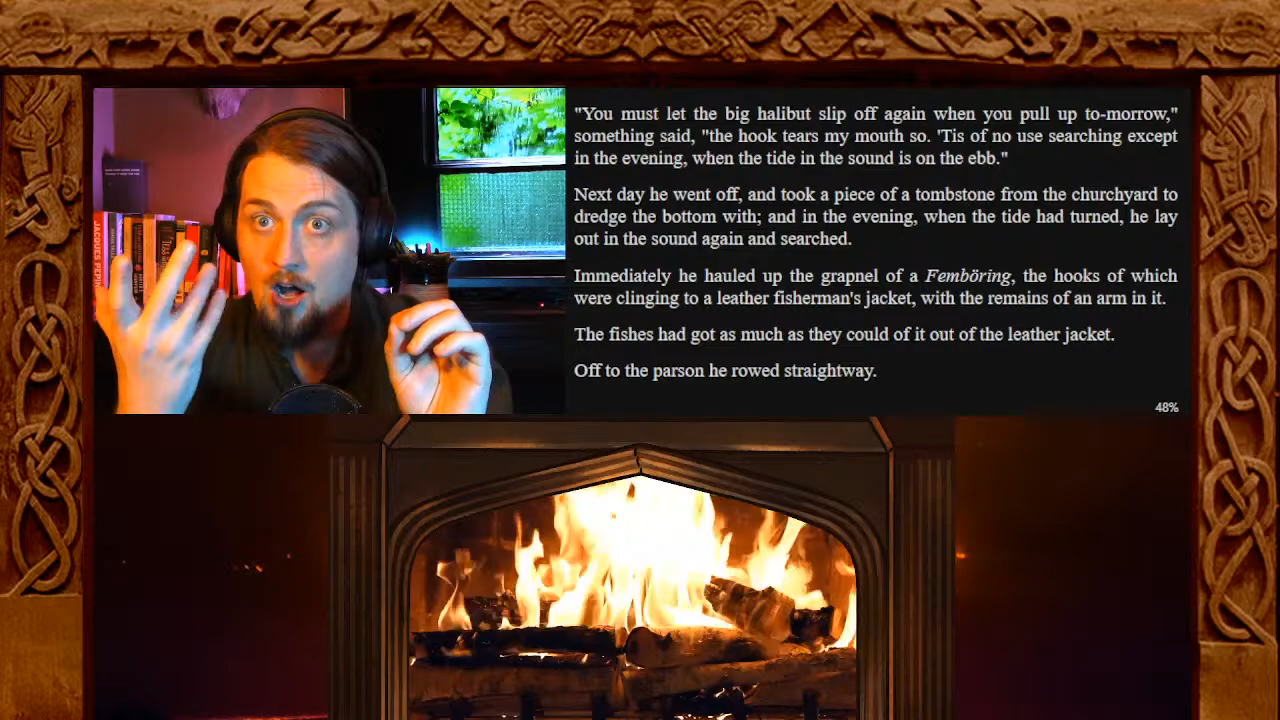 "You must let the big halibut slip off again when you pull up to-morrow,"
something said, "the hook tears my mouth so. 'Tis of no use searching except
in the evening, when the tide in the sound is on the ebb."
Next day he went off, and took a piece of a tombstone from the churchyard to
dredge the bottom with; and in the evening, when the tide had turned, he lay
out in the sound again and searched.
Immediately he hauled up the grapnel of a Femböring, the hooks of which
were clinging to a leather fisherman's jacket, with the remains of an arm in it.
The fishes had got as much as they could of it out of the leather jacket.
Off to the parson he rowed straightway.
48%
JACQUES PEPIN